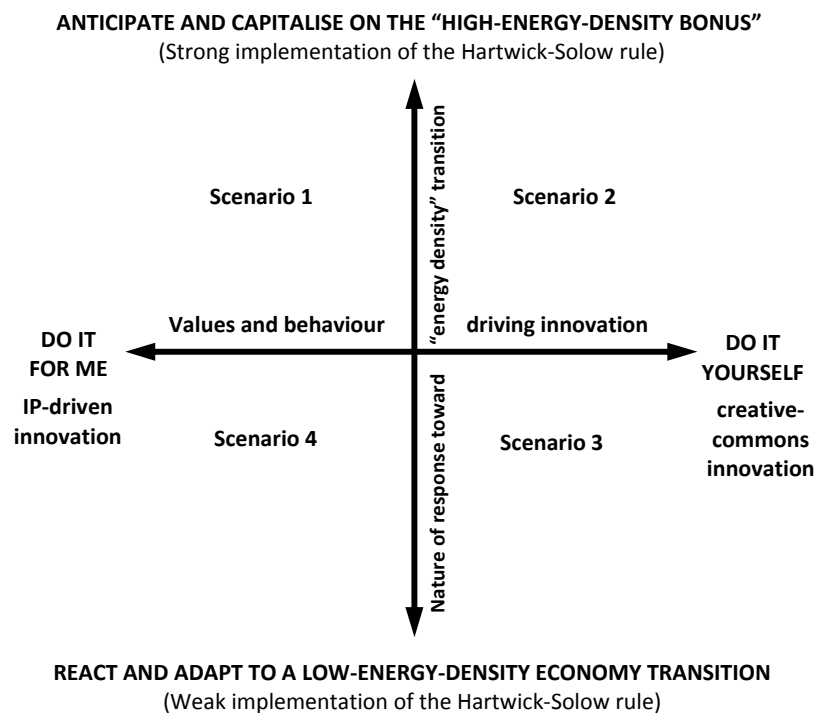 ANTICIPATE AND CAPITALISE ON THE “HIGH-ENERGY-DENSITY BONUS”
(Strong implementation of the Hartwick-Solow rule)
Scenario 1
Scenario 2
Nature of response toward “energy density” transition
Values and behaviour driving innovation
DO IT
FOR ME
IP-driven
innovation
DO IT
YOURSELF
creative-
commons
innovation
Scenario 4
Scenario 3
REACT AND ADAPT TO A LOW-ENERGY-DENSITY ECONOMY TRANSITION
(Weak implementation of the Hartwick-Solow rule)